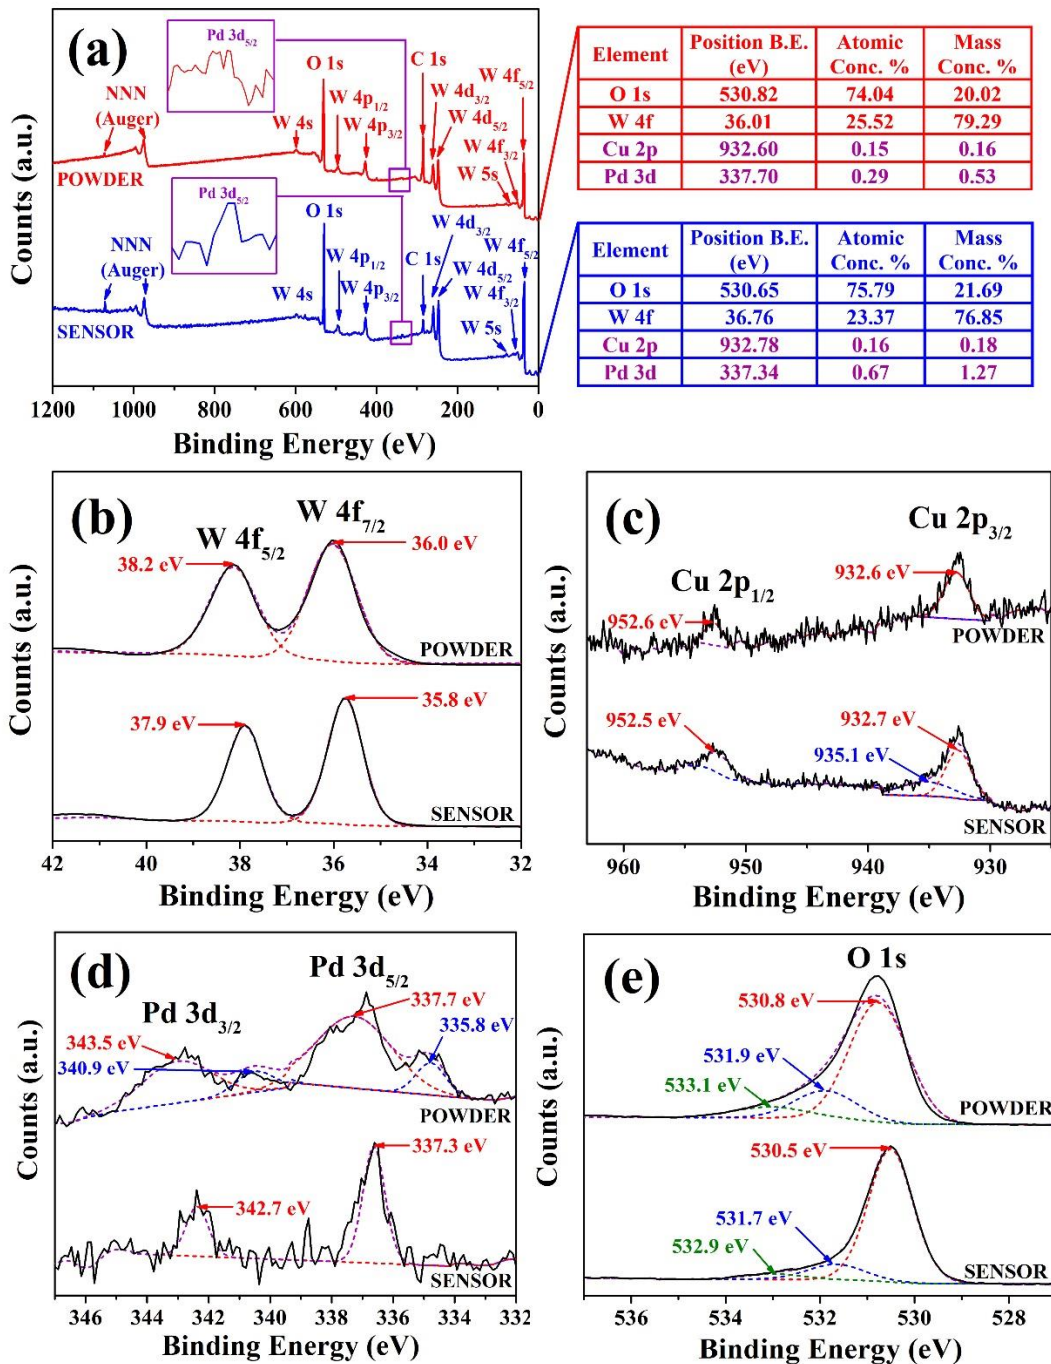 (a)
Pd 3d5/2
NNN
(Auger)
POWDER
W 4s
O 1s
W 4p1/2
W 4p3/2
C 1s
W 4d3/2
W 4d5/2
W 4f3/2
W 5s
W 4f5/2
Pd 3d5/2
NNN
(Auger)
SENSOR
W 4s
O 1s
W 4p1/2
W 4p3/2
C 1s
W 4d3/2
W 4d5/2
W 4f3/2
W 5s
W 4f5/2
Counts (a.u.)
1200 1000 800 600 400 200 0
Binding Energy (eV)
Element Position B.E. (eV) Atomic Conc. % Mass Conc. %
O 1s 530.82 74.04 20.02
W 4f 36.01 25.52 79.29
Cu 2p 932.60 0.15 0.16
Pd 3d 337.70 0.29 0.53
Element Position B.E. (eV) Atomic Conc. % Mass Conc. %
O 1s 530.65 75.79 21.69
W 4f 36.76 23.37 76.85
Cu 2p 932.78 0.16 0.18
Pd 3d 337.34 0.67 1.27
(b)
W 4f5/2
W 4f7/2
38.2 eV
36.0 eV
POWDER
37.9 eV
35.8 eV
SENSOR
Counts (a.u.)
42 40 38 36 34 32
Binding Energy (eV)
(c)
Cu 2p1/2
Cu 2p3/2
952.6 eV
932.6 eV
POWDER
952.5 eV
932.7 eV
935.1 eV
SENSOR
Counts (a.u.)
960 950 940 930
Binding Energy (eV)
(d)
Pd 3d3/2
Pd 3d5/2
343.5 eV
340.9 eV
337.7 eV
335.8 eV
POWDER
342.7 eV
337.3 eV
SENSOR
Counts (a.u.)
346 344 342 340 338 336 334 332
Binding Energy (eV)
(e)
O 1s
530.8 eV
531.9 eV
533.1 eV
POWDER
530.5 eV
531.7 eV
532.9 eV
SENSOR
Counts (a.u.)
536 534 532 530 528
Binding Energy (eV)